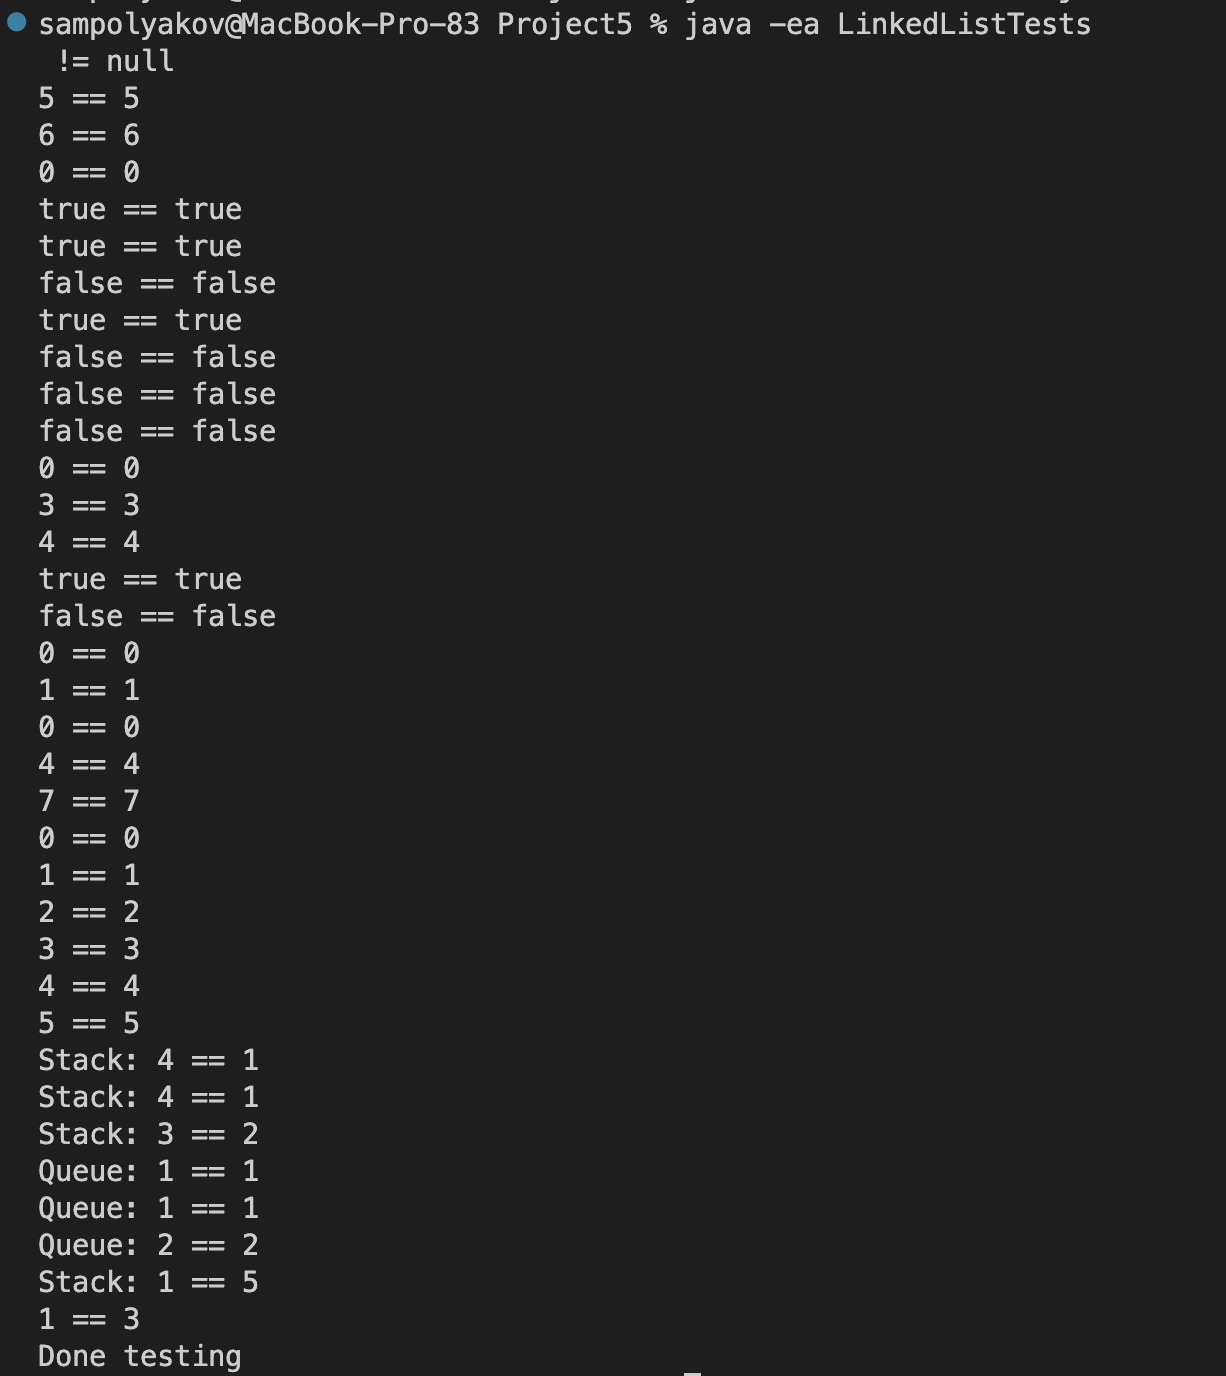 sampolyakov@MacBook-Pro-83 Project5 % java -ea LinkedListTests
!= null
5 == 5
6 == 6
0 == 0
true == true
true == true
false == false
true == true
false == false
false == false
false == false
0 == 0
3 == 3
4 == 4
true == true
false == false
0 == 0
1 == 1
0 == 0
4 == 4
7 == 7
0 == 0
1 == 1
2 == 2
3 == 3
4 == 4
5 == 5
Stack: 4 == 1
Stack: 4 == 1
Stack: 3 == 2
Queue: 1 == 1
Queue: 1 == 1
Queue: 2 == 2
Stack: 1 == 5
1 == 3
Done testing